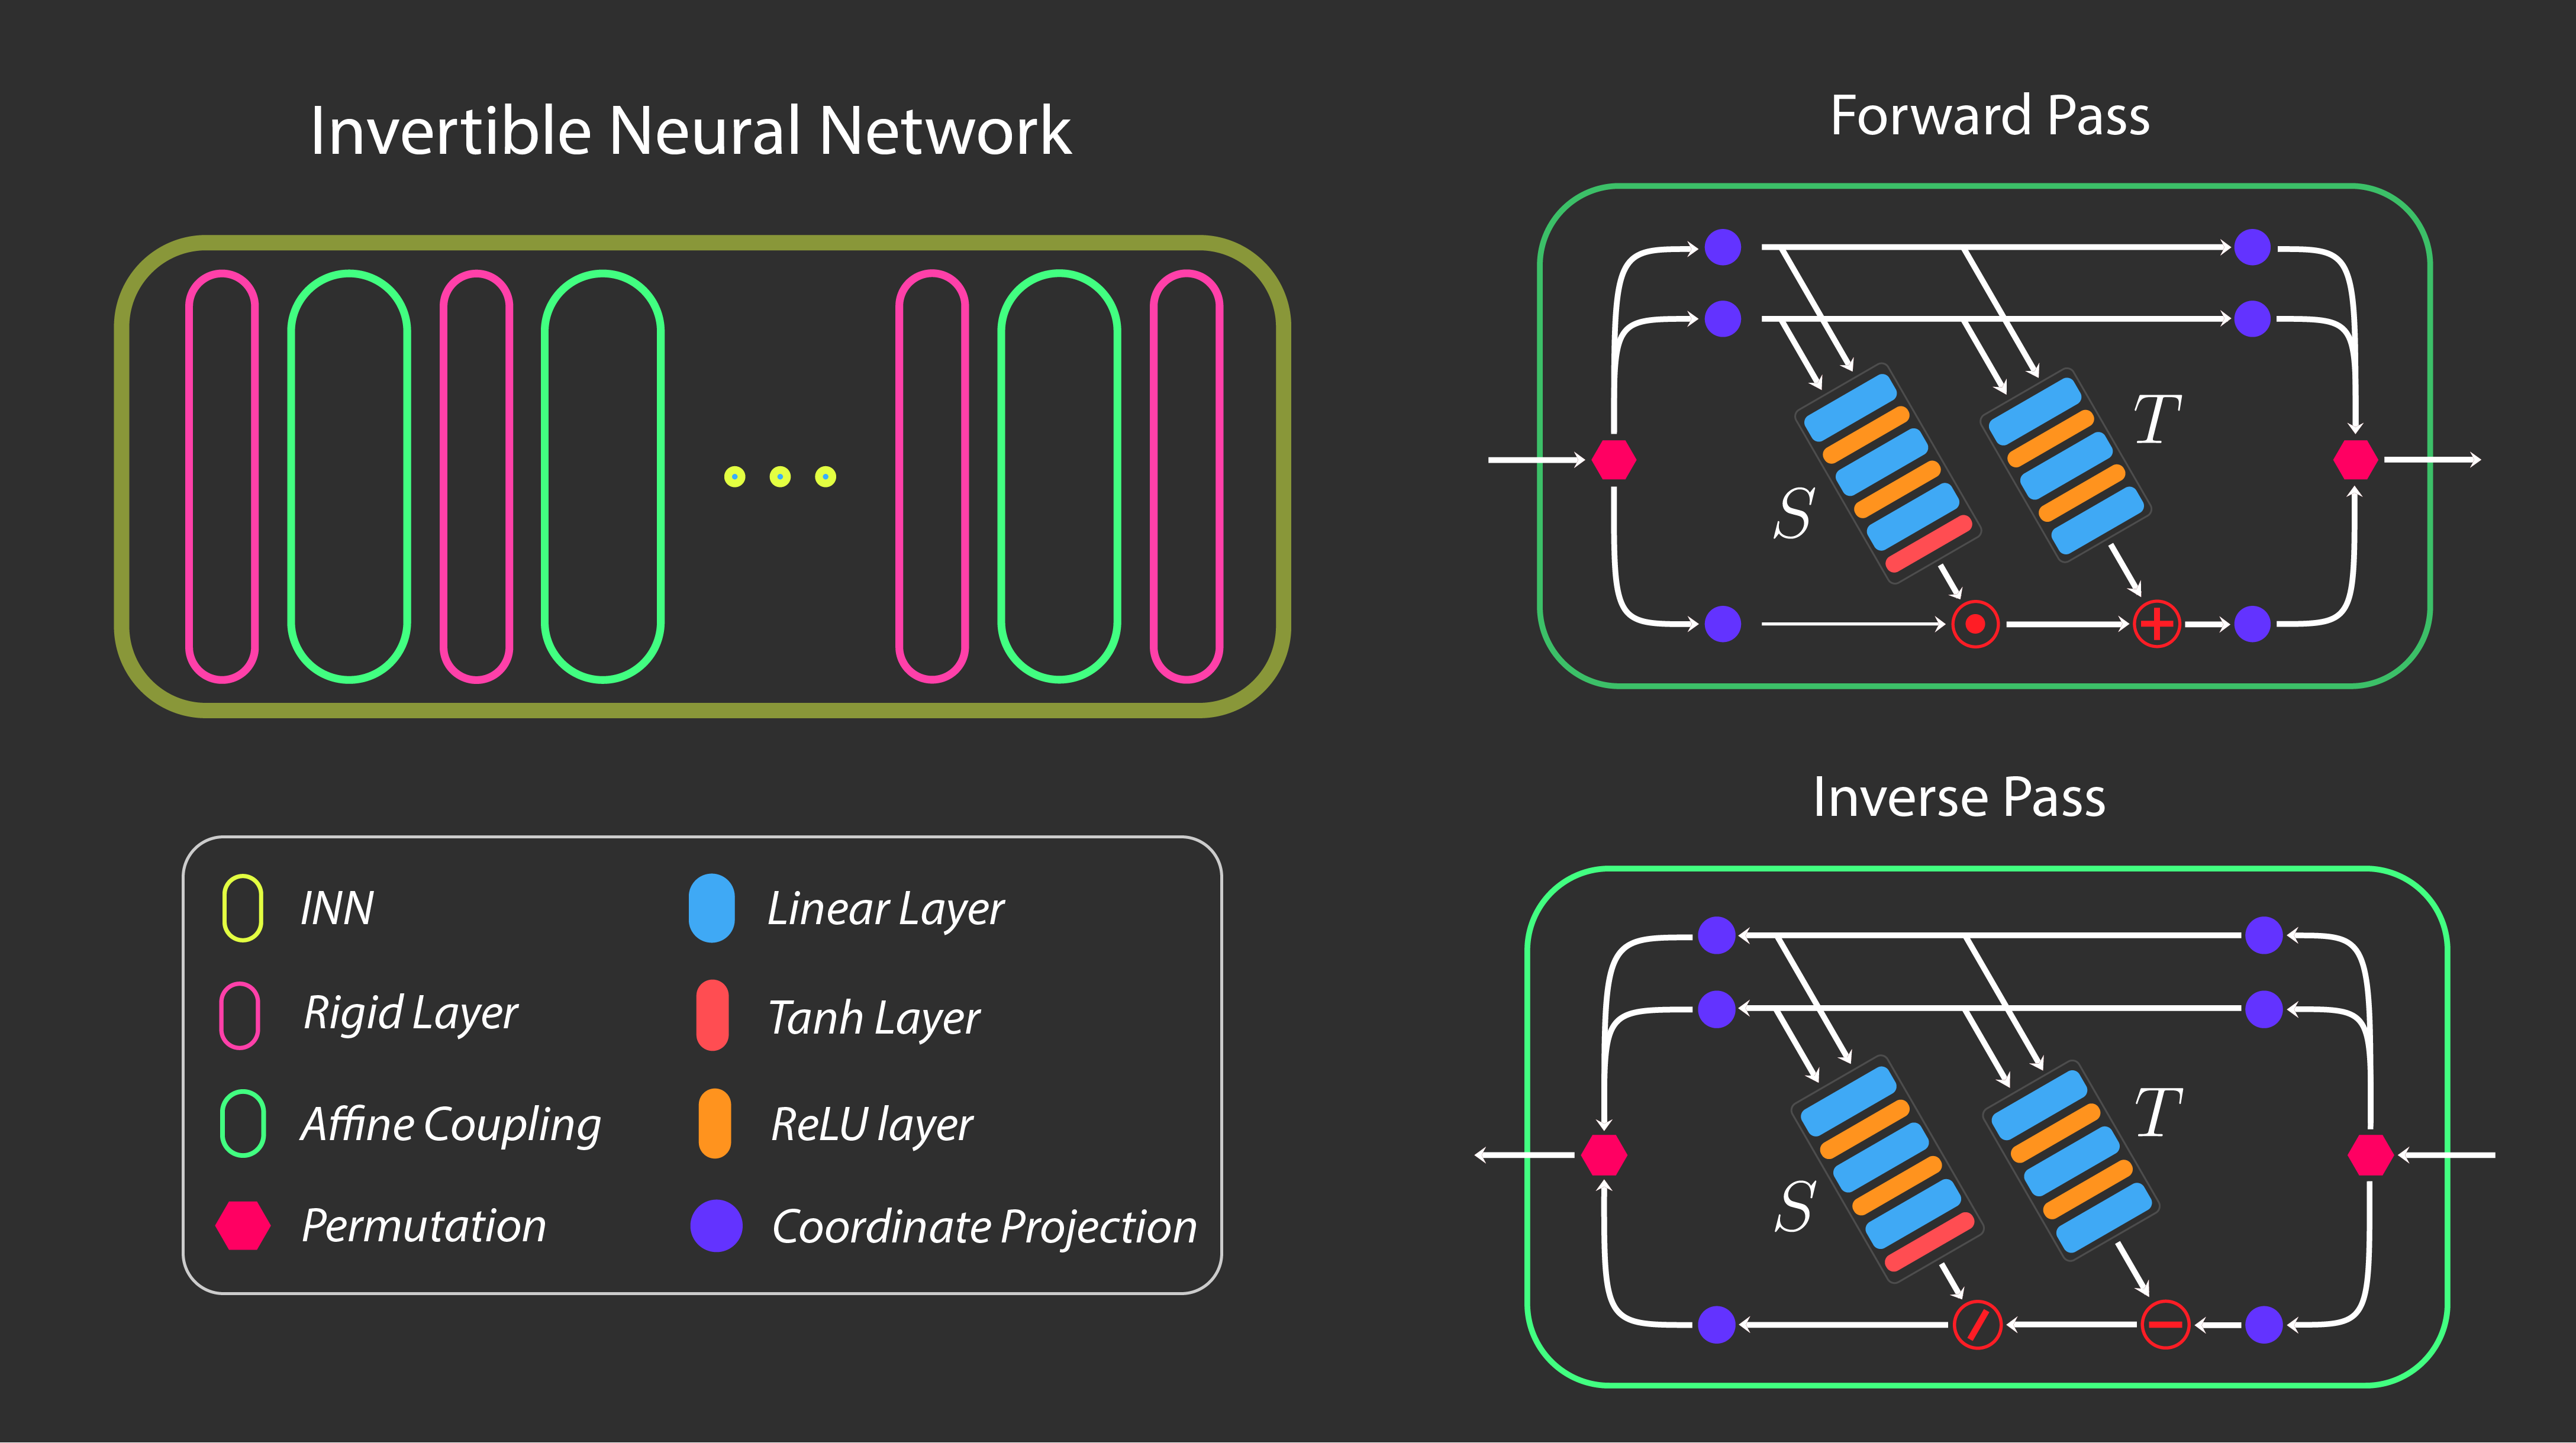 Invertible Neural Network
Forward Pass
S
T
Inverse Pass
S
T
INN
Linear Layer
Rigid Layer
Tanh Layer
Affine Coupling
ReLU layer
Permutation
Coordinate Projection